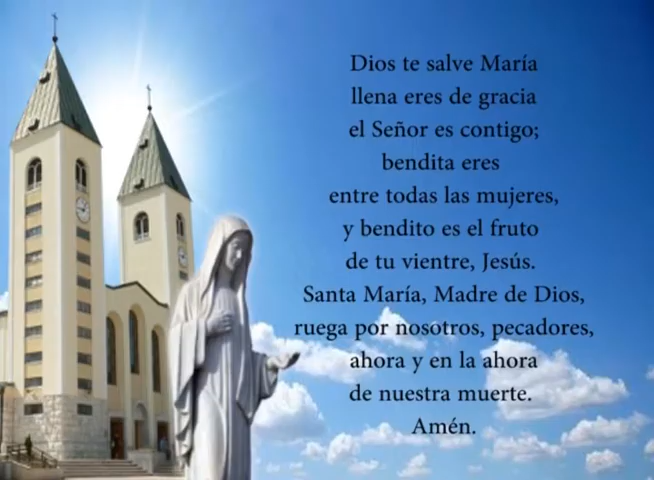 Dios te salve María
llena eres de gracia
el Señor es contigo;
bendita eres
entre todas las mujeres,
y bendito es el fruto
de tu vientre, Jesús.
Santa María, Madre de Dios,
ruega por nosotros, pecadores,
ahora y en la ahora
de nuestra muerte.
Amén.